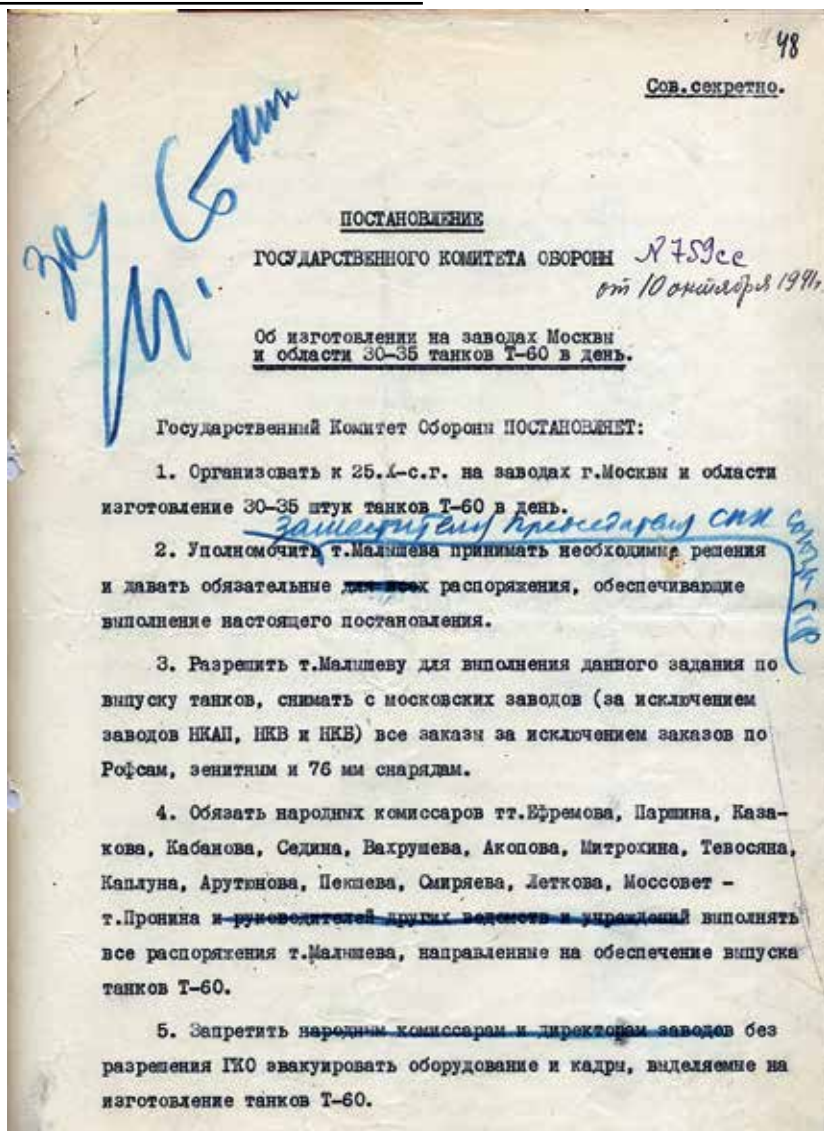 48
Сов.секретно.
за
И. Ст
ПОСТАНОВЛЕНИЕ
ГОСУДАРСТВЕННОГО КОМИТЕТА ОБОРОНЫ №759сс
от 10 октября 1941г.
Об изготовлении на заводах Москвы
и области 30-35 танков Т-60 в день.
Государственный Комитет Обороны ПОСТАНОВЛЯЕТ:
1. Организовать к 25.X-с.г. на заводах г.Москвы и области
изготовление 30-35 штук танков Т-60 в день.
заместителя председателя СНК Союза ССР
2. Уполномочить т.Малышева принимать необходимые решения
и давать обязательные для всех распоряжения, обеспечивающие
выполнение настоящего постановления.
3. Разрешить т.Малышеву для выполнения данного задания по
выпуску танков, снимать с московских заводов (за исключением
заводов НКАП, НКВ и НКБ) все заказы за исключением заказов по
Рофсам, зенитным и 76 мм снарядам.
4. Обязать народных комиссаров тт.Ефремова, Паршина, Каза-
кова, Кабанова, Седина, Вахрушева, Акопова, Митрохина, Тевосяна,
Каплуна, Арутюнова, Пекшева, Смиряева, Леткова, Моссовет -
т.Пронина и руководителей других ведомств и учреждений выполнять
все распоряжения т.Малышева, направленные на обеспечение выпуска
танков Т-60.
5. Запретить народным комиссарам и директорам заводов без
разрешения ГКО эвакуировать оборудование и кадры, выделяемые на
изготовление танков Т-60.